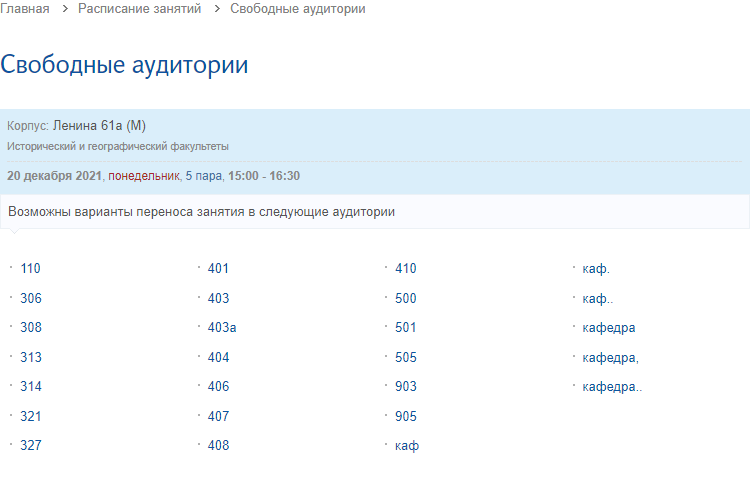 Главная > Расписание занятий > Свободные аудитории
Свободные аудитории
Корпус: Ленина 61а (М)
Исторический и географический факультеты
20 декабря 2021, понедельник, 5 пара, 15:00 - 16:30
Возможны варианты переноса занятия в следующие аудитории
110
306
308
313
314
321
327
401
403
403а
404
406
407
408
410
500
501
505
903
905
каф
каф.
каф..
кафедра
кафедра,
кафедра..